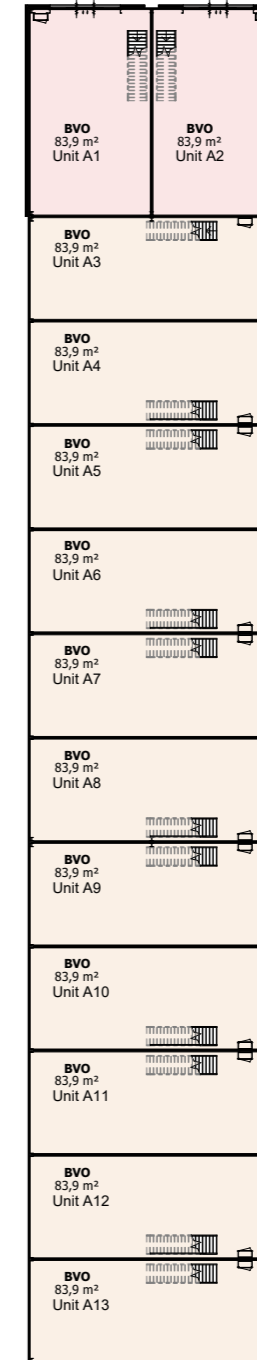 BVO
83,9 m²
Unit A1
BVO
83,9 m²
Unit A2
BVO
83,9 m²
Unit A3
BVO
83,9 m²
Unit A4
BVO
83,9 m²
Unit A5
BVO
83,9 m²
Unit A6
BVO
83,9 m²
Unit A7
BVO
83,9 m²
Unit A8
BVO
83,9 m²
Unit A9
BVO
83,9 m²
Unit A10
BVO
83,9 m²
Unit A11
BVO
83,9 m²
Unit A12
BVO
83,9 m²
Unit A13